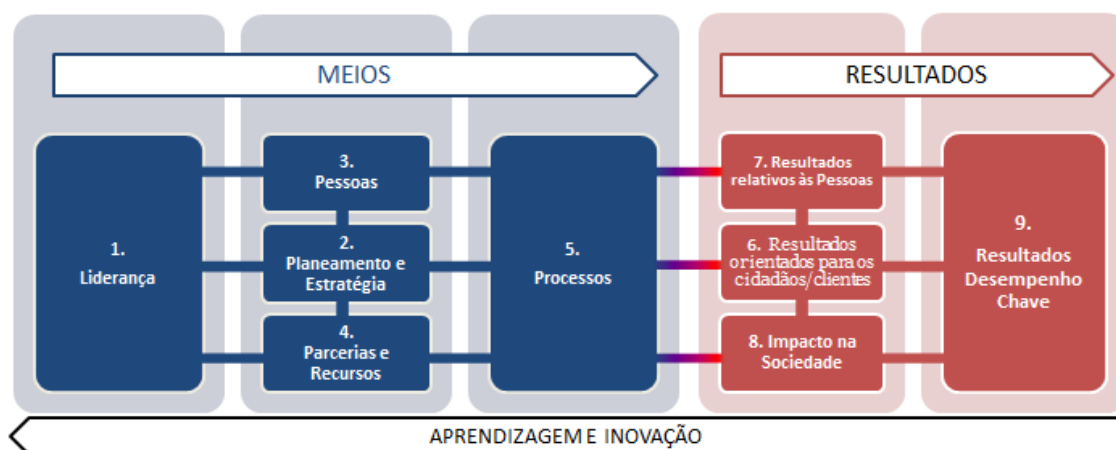 MEIOS
RESULTADOS
1.
Liderança
3.
Pessoas
2.
Planeamento e
Estratégia
4.
Parcerias e
Recursos
5.
Processos
7. Resultados
relativos às Pessoas
6. Resultados
orientados para os
cidadãos/clientes
8. Impacto na
Sociedade
9.
Resultados
Desempenho
Chave
APRENDIZAGEM E INOVAÇÃO